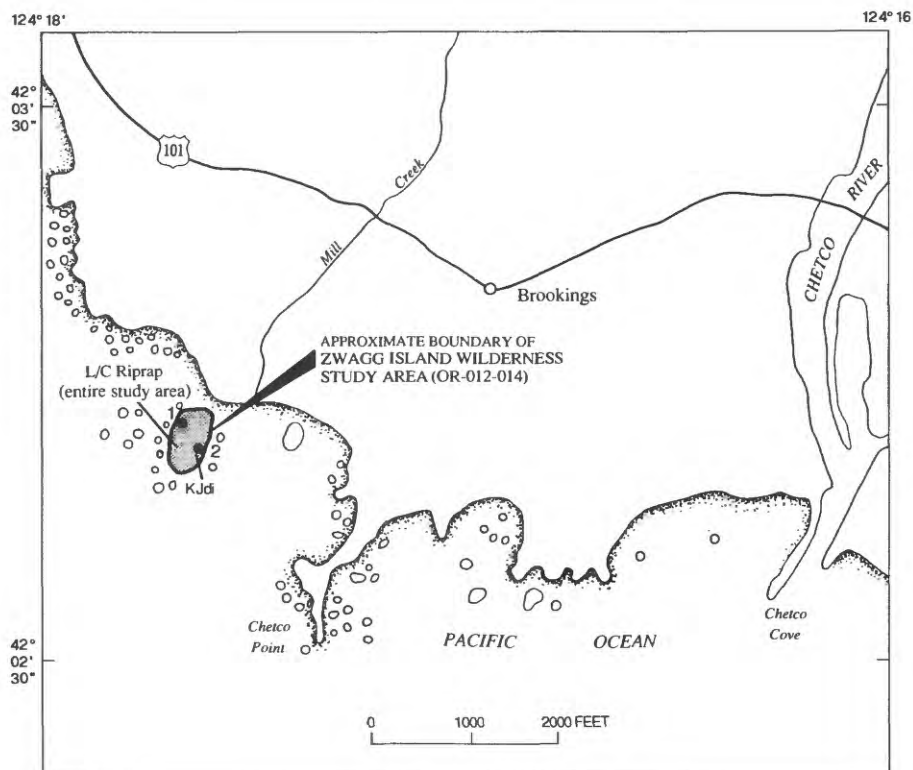 124° 18'
124° 16
42°
03'
30"
101
Mill Creek
CHETCO RIVER
Brookings
APPROXIMATE BOUNDARY OF
ZWAGG ISLAND WILDERNESS
STUDY AREA (OR-012-014)
L/C Riprap
(entire study area)
1
2
KJdi
Chetco
Point
PACIFIC OCEAN
Chetco
Cove
42°
02'
30"
0 1000 2000 FEET